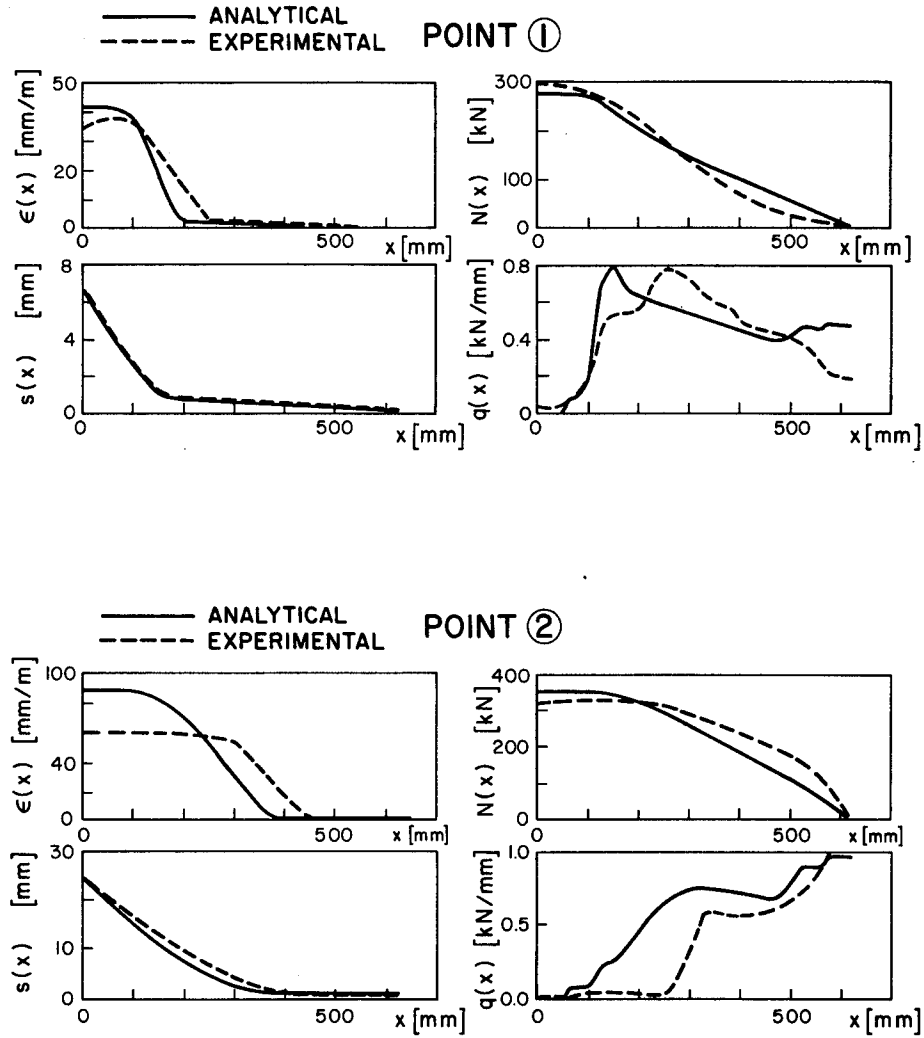 ANALYTICAL
EXPERIMENTAL
POINT ①
ϵ(x) [mm/m]
50
20
0
0
500
x [mm]
N(x) [kN]
300
100
0
0
500
x [mm]
s(x) [mm]
8
4
0
0
500
x [mm]
q(x) [kN/mm]
0.8
0.4
0
0
500
x [mm]
ANALYTICAL
EXPERIMENTAL
POINT ②
ϵ(x) [mm/m]
100
40
0
0
500
x [mm]
N(x) [kN]
400
200
0
0
500
x [mm]
s(x) [mm]
30
10
0
0
500
x [mm]
q(x) [kN/mm]
1.0
0.5
0.0
0
500
x [mm]